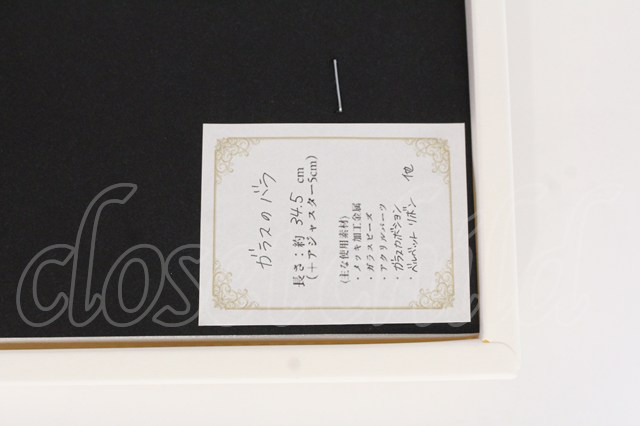 ガラスのバラ
長さ：約 34.5 cm
(＋アジャスター5cm)
(主な使用素材)
・メッキ加工金属
・ガラスビーズ
・アクリルパーツ
・ガラスカボション
・ベルベットリボン 他
closet child